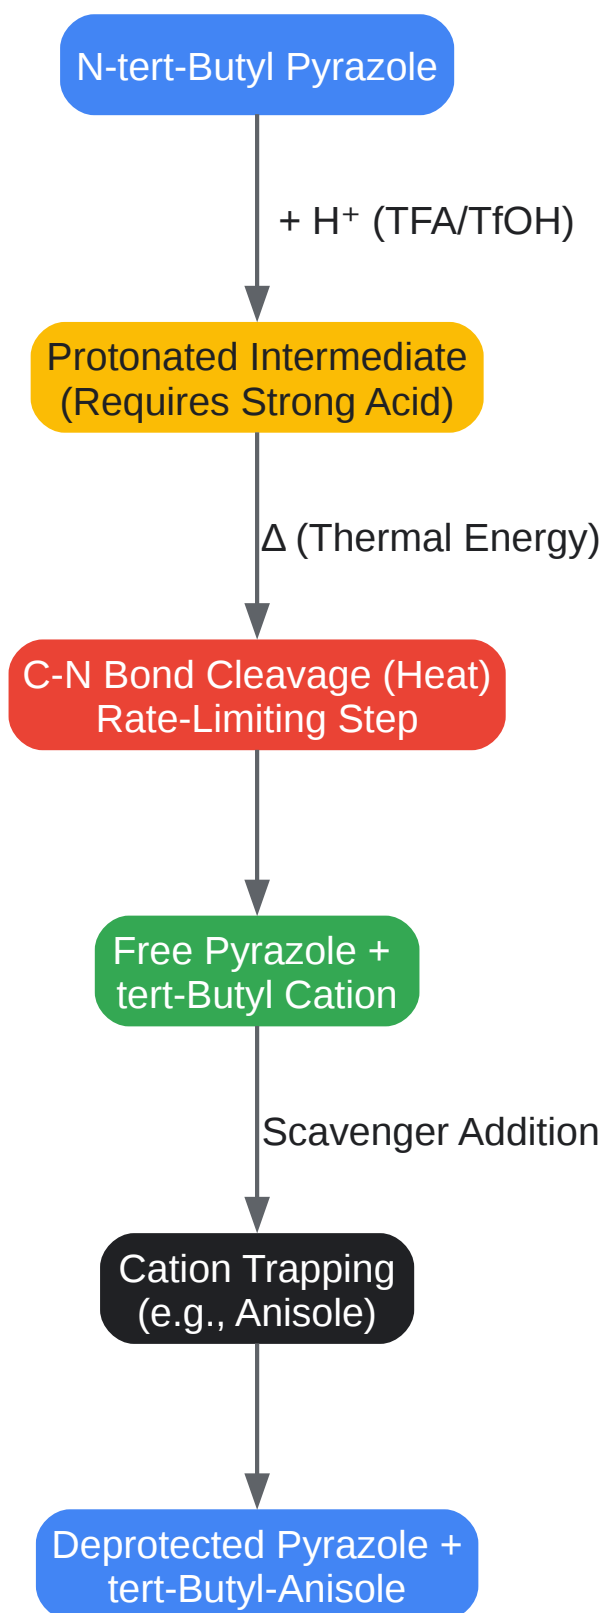 N-tert-Butyl Pyrazole
+ H⁺ (TFA/TfOH)
Protonated Intermediate
(Requires Strong Acid)
Δ (Thermal Energy)
C-N Bond Cleavage (Heat)
Rate-Limiting Step
Free Pyrazole +
tert-Butyl Cation
Scavenger Addition
Cation Trapping
(e.g., Anisole)
Deprotected Pyrazole +
tert-Butyl-Anisole